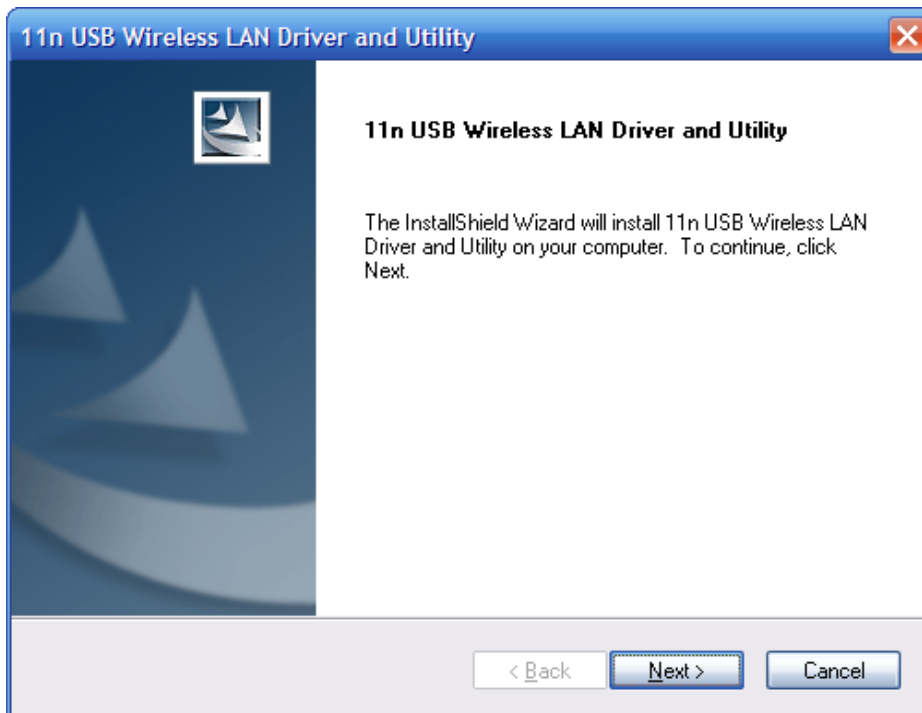 11n USB Wireless LAN Driver and Utility
11n USB Wireless LAN Driver and Utility
The InstallShield Wizard will install 11n USB Wireless LAN
Driver and Utility on your computer. To continue, click
Next.
< Back Next > Cancel